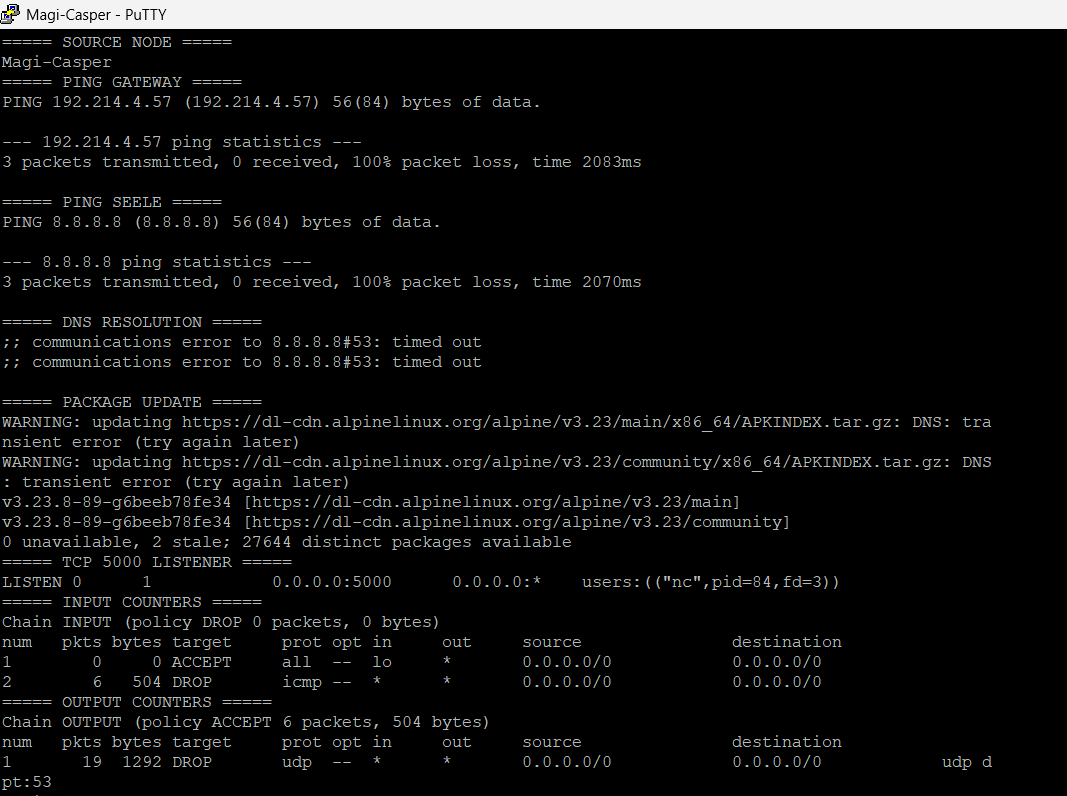 Magi-Casper - PuTTY
===== SOURCE NODE =====
Magi-Casper
===== PING GATEWAY =====
PING 192.214.4.57 (192.214.4.57) 56(84) bytes of data.

--- 192.214.4.57 ping statistics ---
3 packets transmitted, 0 received, 100% packet loss, time 2083ms

===== PING SEELE =====
PING 8.8.8.8 (8.8.8.8) 56(84) bytes of data.

--- 8.8.8.8 ping statistics ---
3 packets transmitted, 0 received, 100% packet loss, time 2070ms

===== DNS RESOLUTION =====
;; communications error to 8.8.8.8#53: timed out
;; communications error to 8.8.8.8#53: timed out

===== PACKAGE UPDATE =====
WARNING: updating https://dl-cdn.alpinelinux.org/alpine/v3.23/main/x86_64/APKINDEX.tar.gz: DNS: tra
nsient error (try again later)
WARNING: updating https://dl-cdn.alpinelinux.org/alpine/v3.23/community/x86_64/APKINDEX.tar.gz: DNS
: transient error (try again later)
v3.23.8-89-g6beeb78fe34 [https://dl-cdn.alpinelinux.org/alpine/v3.23/main]
v3.23.8-89-g6beeb78fe34 [https://dl-cdn.alpinelinux.org/alpine/v3.23/community]
0 unavailable, 2 stale; 27644 distinct packages available
===== TCP 5000 LISTENER =====
LISTEN 0      1            0.0.0.0:5000      0.0.0.0:*    users:(("nc",pid=84,fd=3))
===== INPUT COUNTERS =====
Chain INPUT (policy DROP 0 packets, 0 bytes)
num   pkts bytes target     prot opt in     out     source               destination
1        0     0 ACCEPT     all  --  lo     *       0.0.0.0/0            0.0.0.0/0
2        6   504 DROP       icmp --  *      *       0.0.0.0/0            0.0.0.0/0
===== OUTPUT COUNTERS =====
Chain OUTPUT (policy ACCEPT 6 packets, 504 bytes)
num   pkts bytes target     prot opt in     out     source               destination
1       19  1292 DROP       udp  --  *      *       0.0.0.0/0            0.0.0.0/0            udp d
pt:53